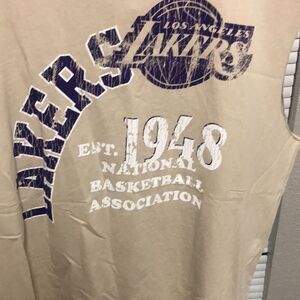 LAKERS
LOS ANGELES
LAKERS
EST. 1948
NATIONAL
BASKETBALL
ASSOCIATION